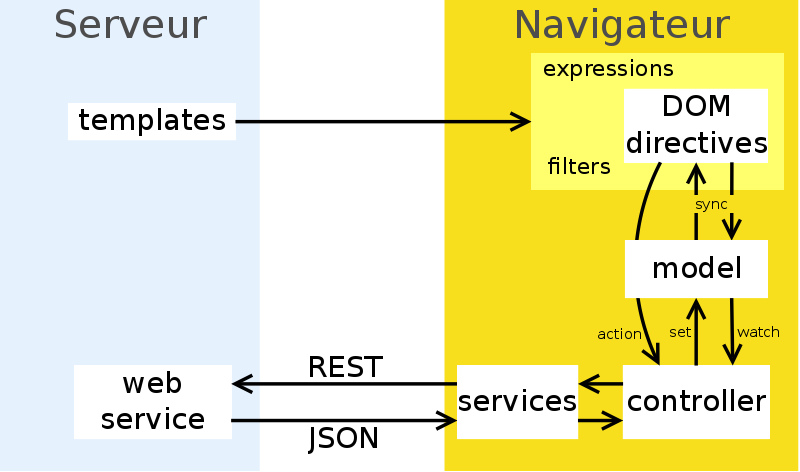 Serveur
Navigateur
expressions
templates
DOM
directives
filters
sync
model
action
set
watch
REST
web
service
services
controller
JSON